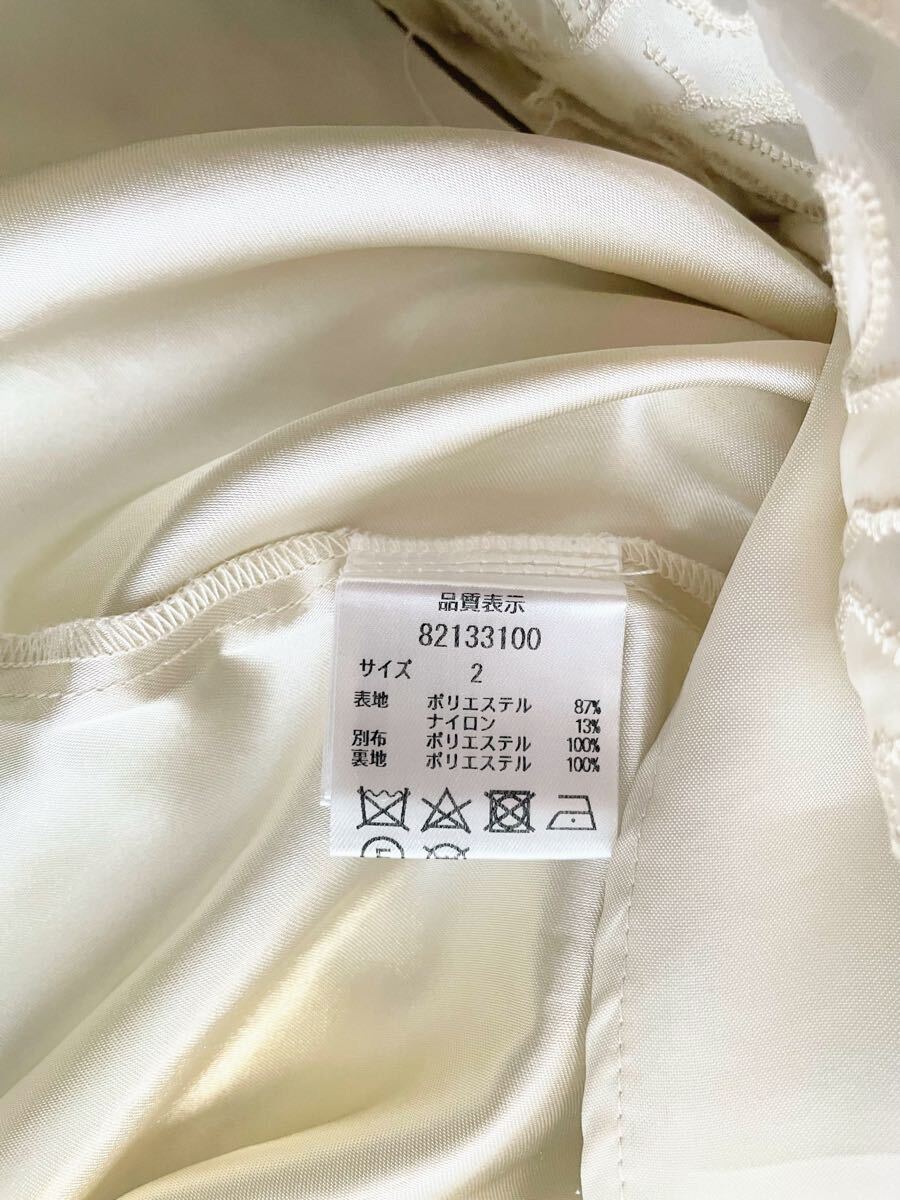 品質表示
82133100
サイズ 2
表地 ポリエステル 87%
ナイロン 13%
別布 ポリエステル 100%
裏地 ポリエステル 100%